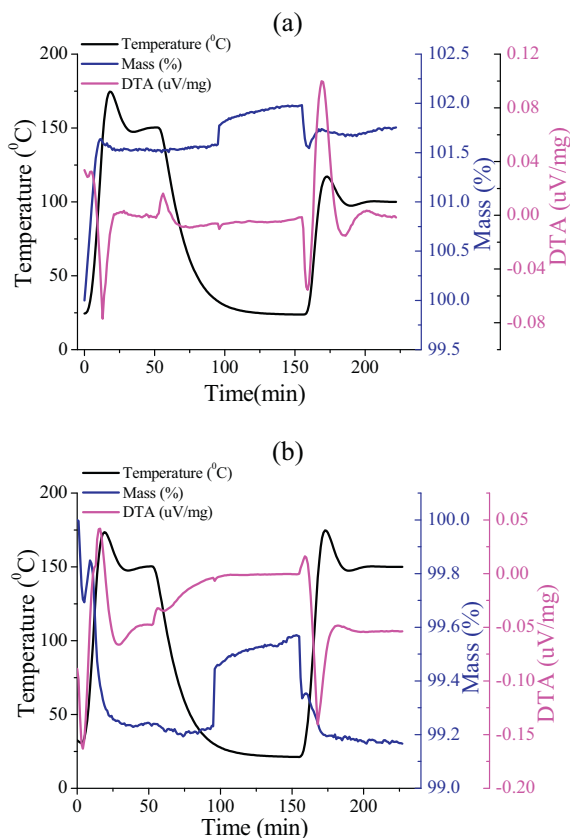 (a)
Temperature (⁰C)
Mass (%)
DTA (uV/mg)
Temperature (⁰C)
250
200
150
100
50
0
0
50
100
150
200
Time(min)
Mass (%)
102.5
102.0
101.5
101.0
100.5
100.0
99.5
DTA (uV/mg)
0.12
0.08
0.04
0.00
-0.04
-0.08
(b)
Temperature (⁰C)
Mass (%)
DTA (uV/mg)
Temperature (⁰C)
200
150
100
50
0
0
50
100
150
200
Time (min)
Mass (%)
100.0
99.8
99.6
99.4
99.2
99.0
DTA (uV/mg)
0.05
0.00
-0.05
-0.10
-0.15
-0.20